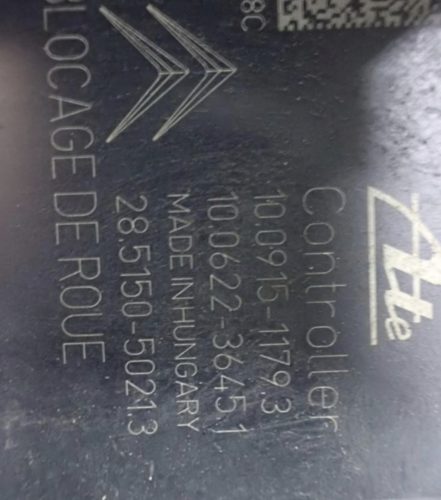 Ate
Controller
10.0915-1179.3
10.0622-3645.1
MADE IN HUNGARY
28.5150-5021.3
BLOCAGE DE ROUE
8C